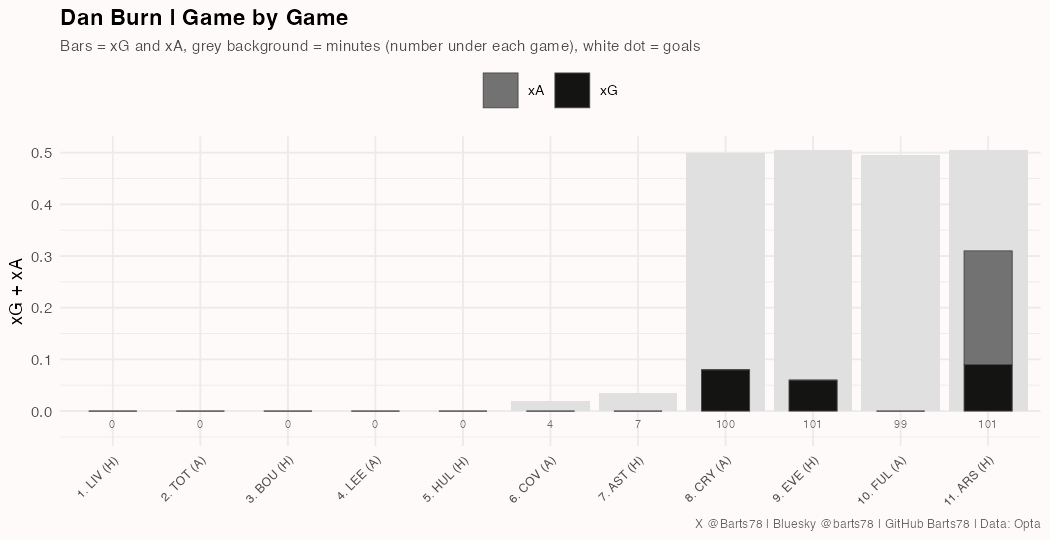 Dan Burn | Game by Game
Bars = xG and xA, grey background = minutes (number under each game), white dot = goals
xA xG
xG + xA
0.5
0.4
0.3
0.2
0.1
0.0
0 0 0 0 0 4 7 100 101 99 101
1. LIV (H) 2. TOT (A) 3. BOU (H) 4. LEE (A) 5. HUL (H) 6. COV (A) 7. AST (H) 8. CRY (A) 9. EVE (H) 10. FUL (A) 11. ARS (H)
X @Barts78 | Bluesky @barts78 | GitHub Barts78 | Data: Opta